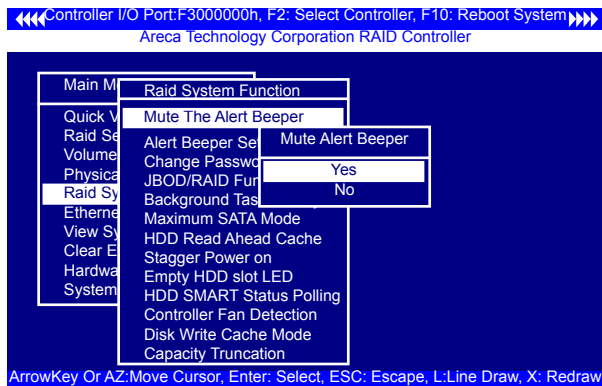 Controller I/O Port:F3000000h, F2: Select Controller, F10: Reboot System
Areca Technology Corporation RAID Controller
Main M
Quick V
Raid Se
Volume
Physica
Raid Sy
Etherne
View Sy
Clear E
Hardwa
System
Raid System Function
Mute The Alert Beeper
Alert Beeper Se
Change Passwo
JBOD/RAID Fun
Background Tas
Maximum SATA Mode
HDD Read Ahead Cache
Stagger Power on
Empty HDD slot LED
HDD SMART Status Polling
Controller Fan Detection
Disk Write Cache Mode
Capacity Truncation
Mute Alert Beeper
Yes
No
ArrowKey Or AZ:Move Cursor, Enter: Select, ESC: Escape, L:Line Draw, X: Redraw